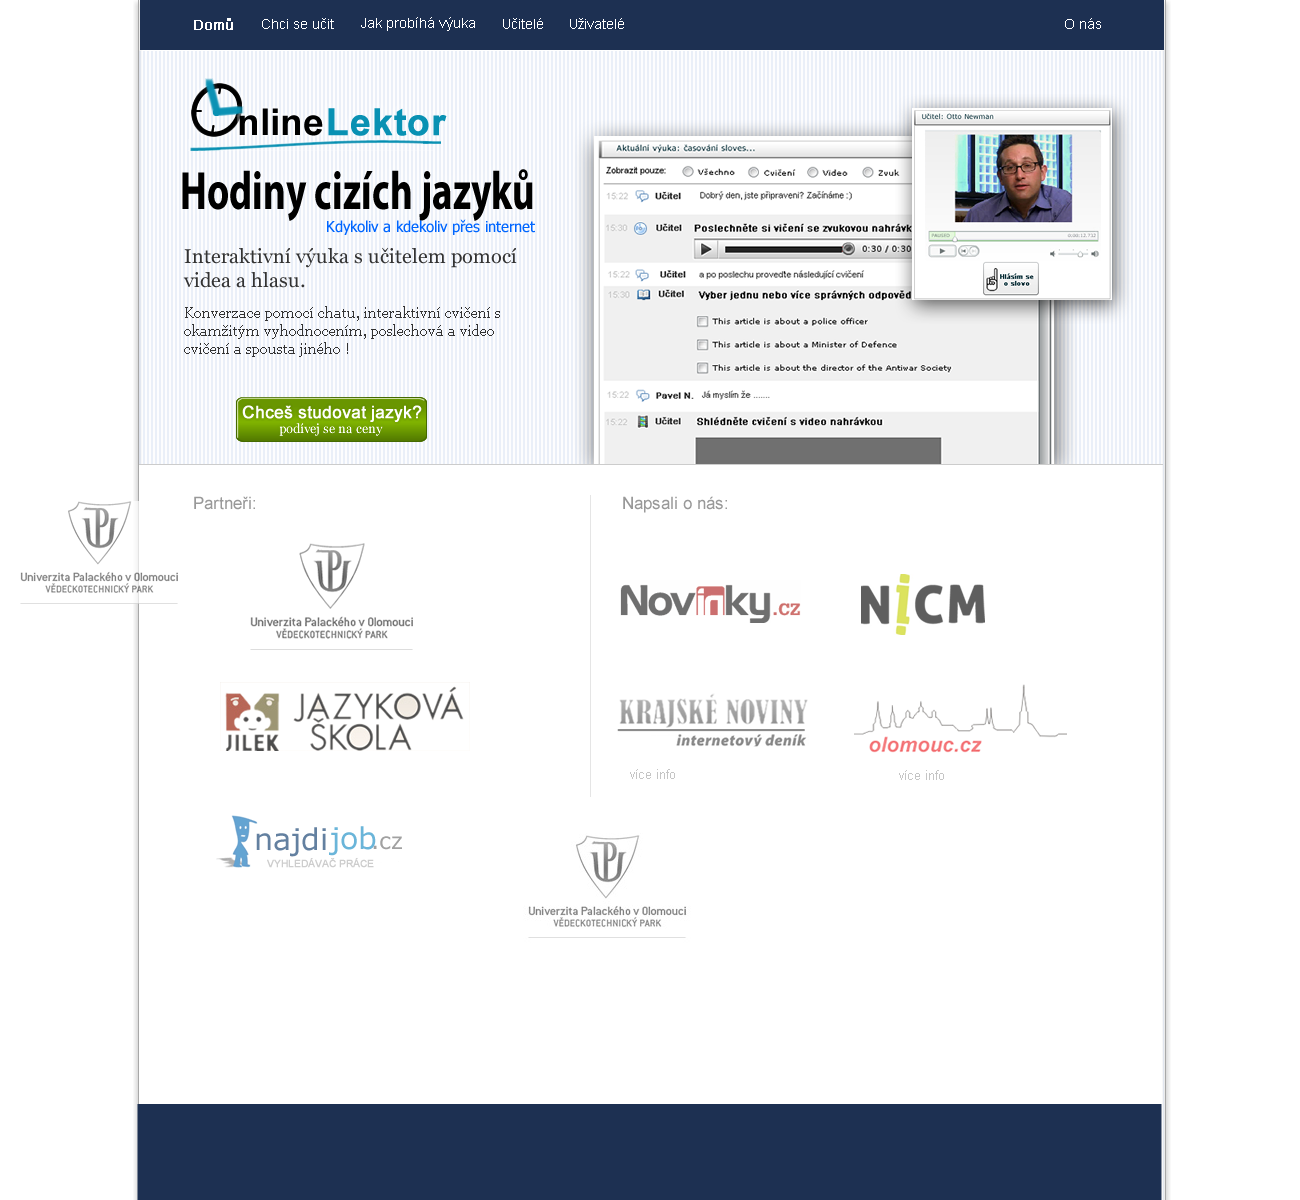 Domů Chci se učit Jak probíhá výuka Učitelé Uživatelé O nás
OnlineLektor
Hodiny cizích jazyků
Kdykoliv a kdekoliv přes internet
Interaktivní výuka s učitelem pomocí
videa a hlasu.
Konverzace pomocí chatu, interaktivní cvičení s
okamžitým vyhodnocením, poslechová a video
cvičení a spousta jiného !
Chceš studovat jazyk?
podívej se na ceny
Aktuální výuka: časování sloves...
Zobrazit pouze: Všechno Cvičení Video Zvuk
15:22 Učitel Dobrý den, jste připraveni? Začínáme :)
15:30 Učitel Poslechněte si vičení se zvukovou nahrávk
0:30 / 0:30
15:22 Učitel a po poslechu proveďte následující cvičení
15:30 Učitel Vyber jednu nebo více správných odpověd
This article is about a police officer
This article is about a Minister of Defence
This article is about the director of the Antiwar Society
15:22 Pavel N. Já myslím že .......
15:22 Učitel Shlédněte cvičení s video nahrávkou
Učitel: Otto Newman
PAUSED 0:00:12.732
Hlásím se
o slovo
Partneři:
Univerzita Palackého v Olomouci
VĚDECKOTECHNICKÝ PARK
Univerzita Palackého v Olomouci
VĚDECKOTECHNICKÝ PARK
JILEK
JAZYKOVÁ
ŠKOLA
najdijob.cz
VYHLEDÁVAČ PRÁCE
Univerzita Palackého v Olomouci
VĚDECKOTECHNICKÝ PARK
Napsali o nás:
Novinky.cz
NiCM
KRAJSKÉ NOVINY
internetový deník
více info
olomouc.cz
více info